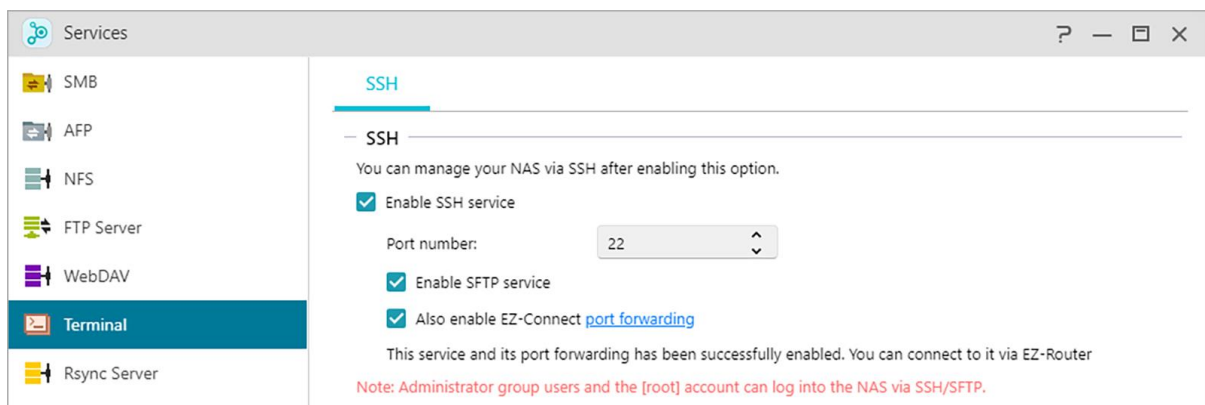 Services
SMB
AFP
NFS
FTP Server
WebDAV
Terminal
Rsync Server
SSH
SSH
You can manage your NAS via SSH after enabling this option.
Enable SSH service
Port number: 22
Enable SFTP service
Also enable EZ-Connect port forwarding
This service and its port forwarding has been successfully enabled. You can connect to it via EZ-Router
Note: Administrator group users and the [root] account can log into the NAS via SSH/SFTP.